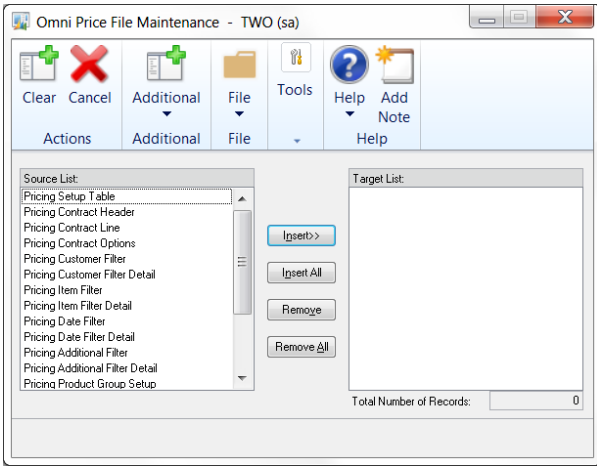 Omni Price File Maintenance - TWO (sa)
Clear Cancel Additional File Tools Help Add Note
Actions Additional File Help
Source List:
Pricing Setup Table
Pricing Contract Header
Pricing Contract Line
Pricing Contract Options
Pricing Customer Filter
Pricing Customer Filter Detail
Pricing Item Filter
Pricing Item Filter Detail
Pricing Date Filter
Pricing Date Filter Detail
Pricing Additional Filter
Pricing Additional Filter Detail
Pricing Product Group Setup
Insert>>
Insert All
Remove
Remove All
Target List:
Total Number of Records: 0